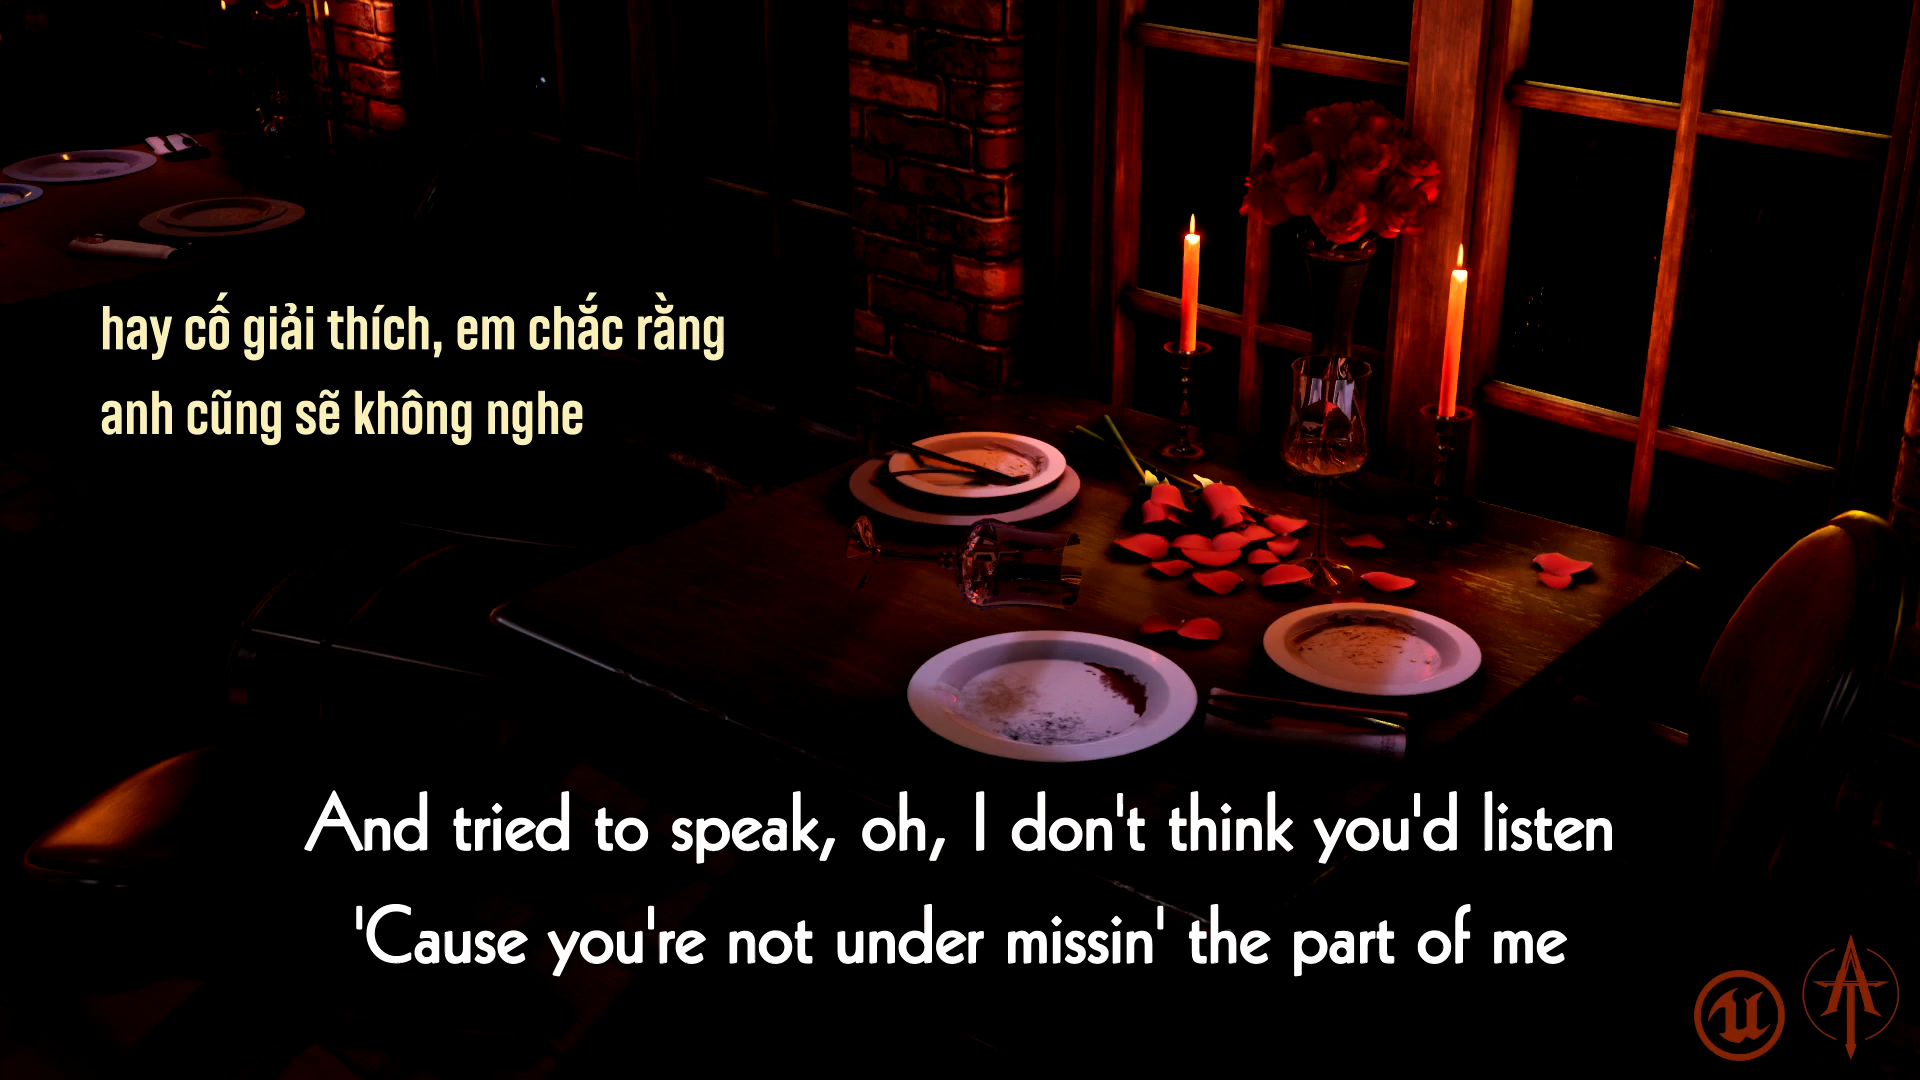 hay cố giải thích, em chắc rằng
anh cũng sẽ không nghe
And tried to speak, oh, I don't think you'd listen
'Cause you're not under missin' the part of me